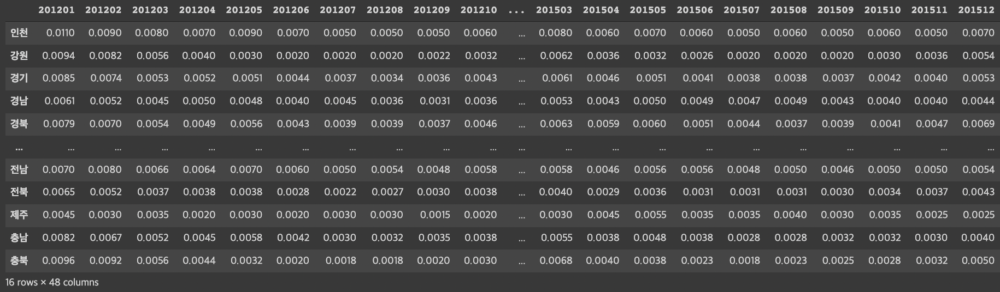 201201 201202 201203 201204 201205 201206 201207 201208 201209 201210 ... 201503 201504 201505 201506 201507 201508 201509 201510 201511 201512
인천 0.0110 0.0090 0.0080 0.0070 0.0090 0.0070 0.0050 0.0050 0.0050 0.0060 ... 0.0080 0.0060 0.0070 0.0060 0.0050 0.0060 0.0050 0.0060 0.0050 0.0070
강원 0.0094 0.0082 0.0056 0.0040 0.0030 0.0020 0.0020 0.0020 0.0022 0.0032 ... 0.0062 0.0036 0.0032 0.0026 0.0020 0.0020 0.0020 0.0030 0.0036 0.0054
경기 0.0085 0.0074 0.0053 0.0052 0.0051 0.0044 0.0037 0.0034 0.0036 0.0043 ... 0.0061 0.0046 0.0051 0.0041 0.0038 0.0038 0.0037 0.0042 0.0040 0.0053
경남 0.0061 0.0052 0.0045 0.0050 0.0048 0.0040 0.0045 0.0036 0.0031 0.0036 ... 0.0053 0.0043 0.0050 0.0049 0.0047 0.0049 0.0043 0.0040 0.0040 0.0044
경북 0.0079 0.0070 0.0054 0.0049 0.0056 0.0043 0.0039 0.0039 0.0037 0.0046 ... 0.0063 0.0059 0.0060 0.0051 0.0044 0.0037 0.0039 0.0041 0.0047 0.0069
... ... ... ... ... ... ... ... ... ... ... ... ... ... ... ... ... ... ... ... ... ...
전남 0.0070 0.0080 0.0066 0.0064 0.0070 0.0060 0.0050 0.0054 0.0048 0.0058 ... 0.0058 0.0046 0.0056 0.0056 0.0048 0.0050 0.0046 0.0050 0.0050 0.0054
전북 0.0065 0.0052 0.0037 0.0038 0.0038 0.0028 0.0022 0.0027 0.0030 0.0038 ... 0.0040 0.0029 0.0036 0.0031 0.0031 0.0031 0.0030 0.0034 0.0037 0.0043
제주 0.0045 0.0030 0.0035 0.0020 0.0030 0.0020 0.0030 0.0030 0.0015 0.0020 ... 0.0030 0.0045 0.0055 0.0035 0.0035 0.0040 0.0030 0.0035 0.0025 0.0025
충남 0.0082 0.0067 0.0052 0.0045 0.0058 0.0042 0.0030 0.0032 0.0035 0.0038 ... 0.0055 0.0038 0.0048 0.0038 0.0028 0.0028 0.0032 0.0032 0.0030 0.0040
충북 0.0096 0.0092 0.0056 0.0044 0.0032 0.0020 0.0018 0.0018 0.0020 0.0030 ... 0.0068 0.0040 0.0038 0.0023 0.0018 0.0023 0.0025 0.0028 0.0032 0.0050
16 rows × 48 columns